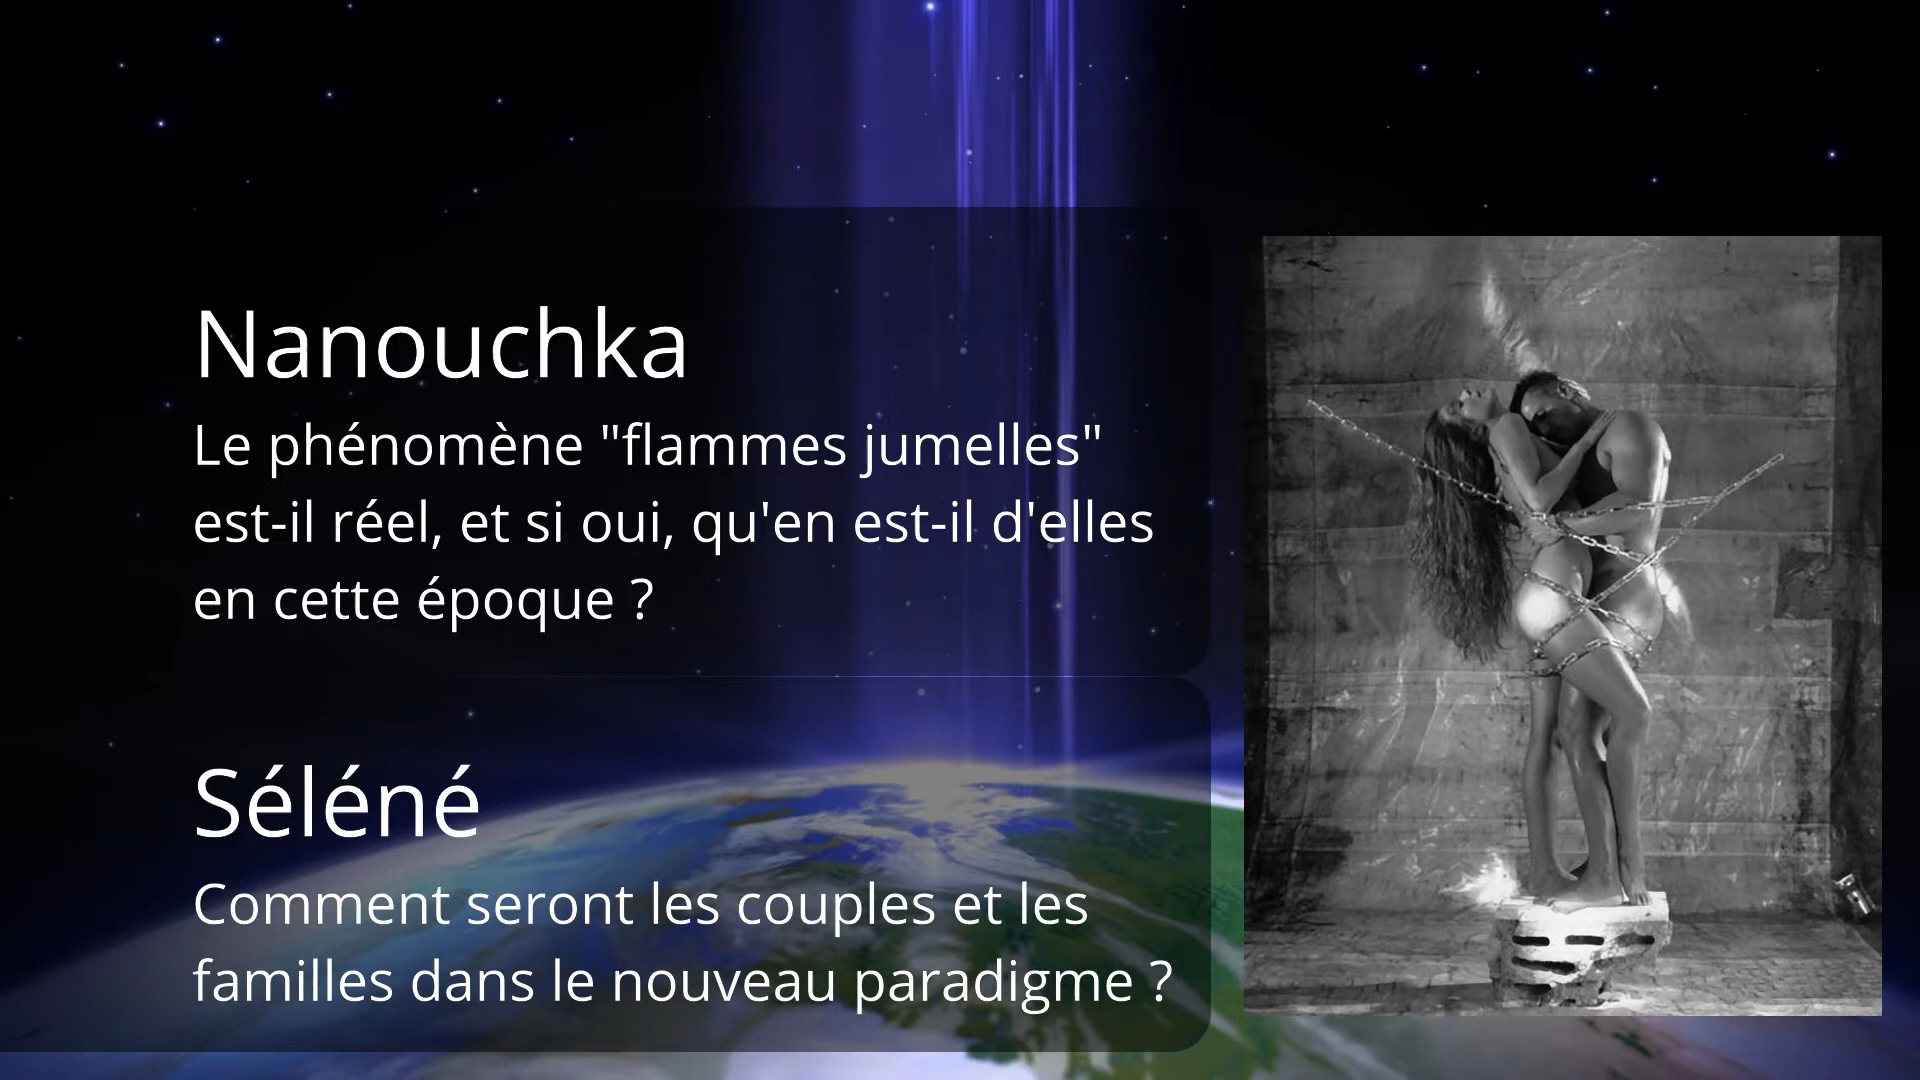 Nanouchka
Le phénomène "flammes jumelles"
est-il réel, et si oui, qu'en est-il d'elles
en cette époque ?
Séléné
Comment seront les couples et les
familles dans le nouveau paradigme ?